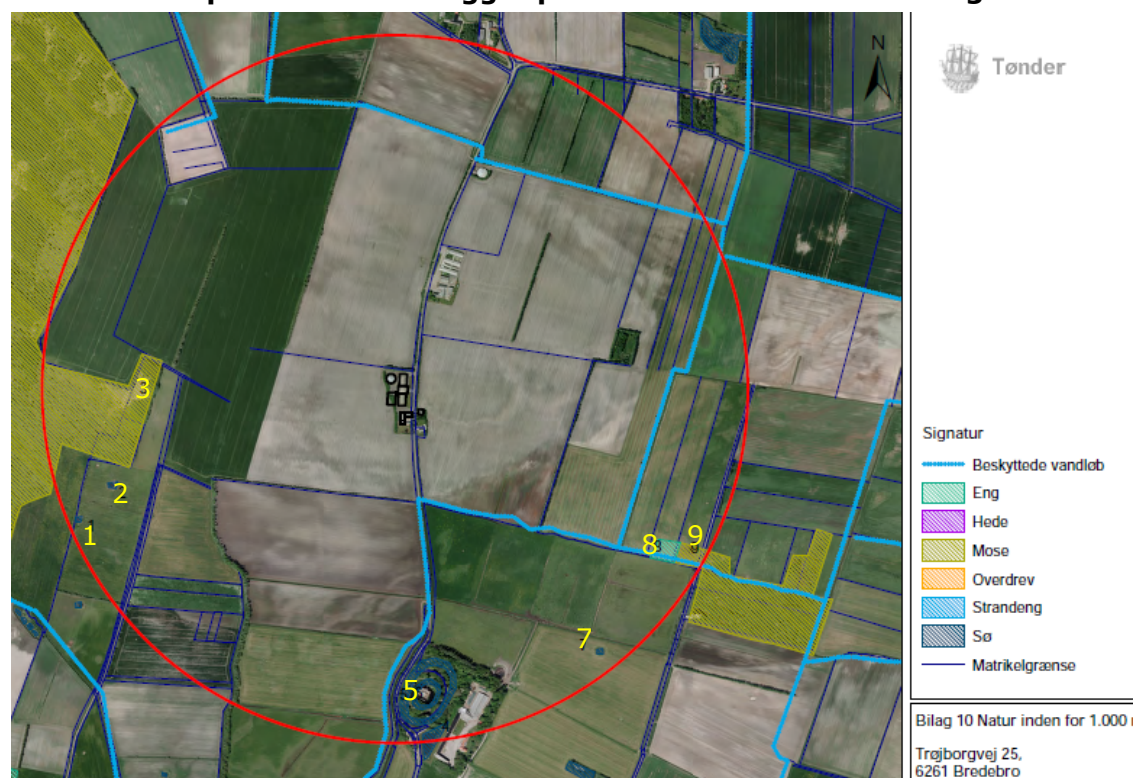 N
Tønder
3
2
1
8
9
7
5
Signatur
Beskyttede vandløb
Eng
Hede
Mose
Overdrev
Strandeng
Sø
Matrikelgrænse
Bilag 10 Natur inden for 1.000
Trøjborgvej 25,
6261 Bredebro